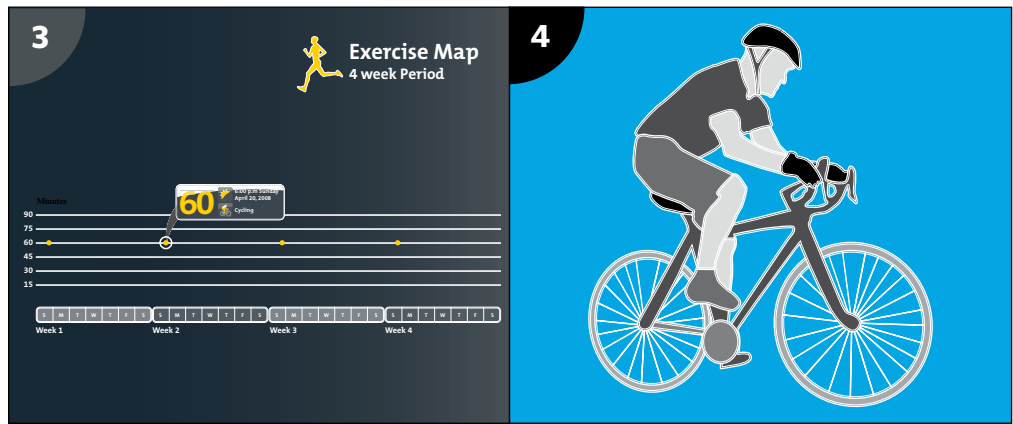 3
Exercise Map
4 week Period
60
6:00 p.m Sunday
April 20, 2008
Cycling
Minutes
90
75
60
45
30
15
S M T W T F S S M T W T F S S M T W T F S S M T W T F S
Week 1 Week 2 Week 3 Week 4
4